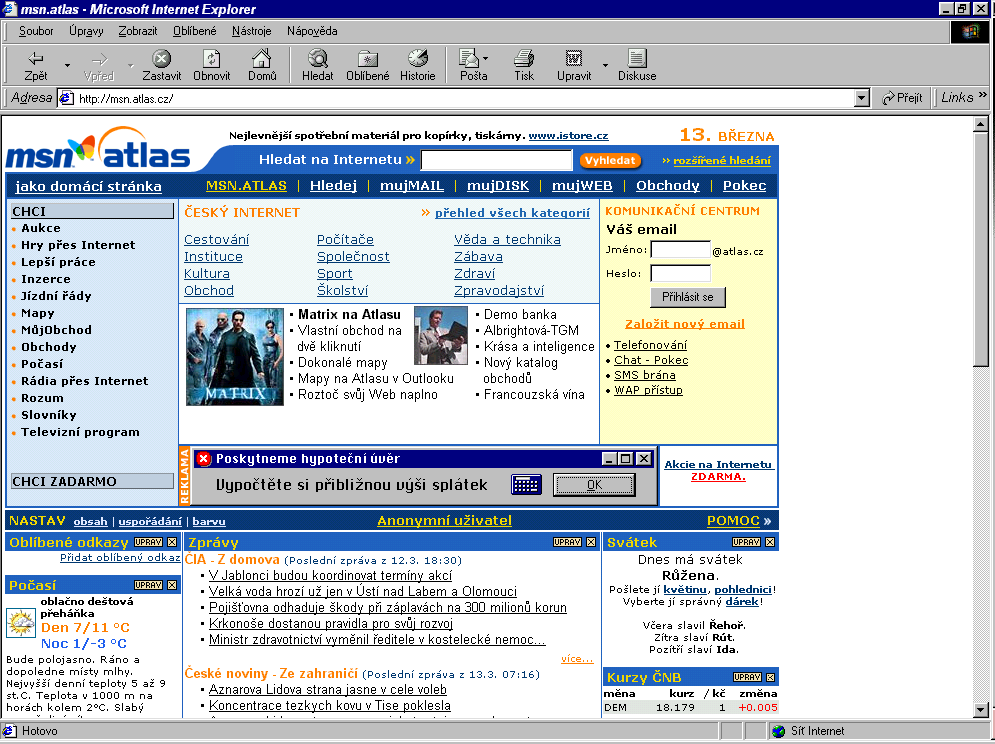 msn.atlas - Microsoft Internet Explorer
Soubor Úpravy Zobrazit Oblíbené Nástroje Nápověda
Zpět Vpřed Zastavit Obnovit Domů Hledat Oblíbené Historie Pošta Tisk Upravit Diskuse
Adresa http://msn.atlas.cz/ Přejít Links »
msn atlas
Nejlevnější spotřební materiál pro kopírky, tiskárny. www.istore.cz
13. BŘEZNA
Hledat na Internetu » Vyhledat ›› rozšířené hledání
jako domácí stránka MSN.ATLAS | Hledej | mujMAIL | mujDISK | mujWEB | Obchody | Pokec
CHCI
• Aukce
• Hry přes Internet
• Lepší práce
• Inzerce
• Jízdní řády
• Mapy
• MůjObchod
• Obchody
• Počasí
• Rádia přes Internet
• Rozum
• Slovníky
• Televizní program
CHCI ZADARMO
ČESKÝ INTERNET » přehled všech kategorií
Cestování Počítače Věda a technika
Instituce Společnost Zábava
Kultura Sport Zdraví
Obchod Školství Zpravodajství
MATRIX
• Matrix na Atlasu
• Vlastní obchod na
dvě kliknutí
• Dokonalé mapy
• Mapy na Atlasu v Outlooku
• Roztoč svůj Web naplno
• Demo banka
• Albrightová-TGM
• Krása a inteligence
• Nový katalog
obchodů
• Francouzská vína
KOMUNIKAČNÍ CENTRUM
Váš email
Jméno: @atlas.cz
Heslo:
Přihlásit se
Založit nový email
• Telefonování
• Chat - Pokec
• SMS brána
• WAP přístup
REKLAMA
Poskytneme hypoteční úvěr
Vypočtěte si přibližnou výši splátek OK
Akcie na Internetu
ZDARMA.
NASTAV obsah | uspořádání | barvu Anonymní uživatel POMOC »
Oblíbené odkazy UPRAV
Přidat oblíbený odkaz
Počasí UPRAV
oblačno deštová
přeháňka
Den 7/11 °C
Noc 1/-3 °C
Bude polojasno. Ráno a
dopoledne místy mlhy.
Nejvyšší denní teploty 5 až 9
st.C. Teplota v 1000 m na
horách kolem 2°C. Slabý
Zprávy UPRAV
ČIA - Z domova (Poslední zpráva z 12.3. 18:30)
• V Jablonci budou koordinovat termíny akcí
• Velká voda hrozí už jen v Ústí nad Labem a Olomouci
• Pojišťovna odhaduje škody při záplavách na 300 milionů korun
• Krkonoše dostanou pravidla pro svůj rozvoj
• Ministr zdravotnictví vyměnil ředitele v kostelecké nemoc...
více...
České noviny - Ze zahraničí (Poslední zpráva z 13.3. 07:16)
• Aznarova Lidova strana jasne v cele voleb
• Koncentrace tezkych kovu v Tise poklesla
Svátek UPRAV
Dnes má svátek
Růžena.
Pošlete jí květinu, pohlednici!
Vyberte jí správný dárek!
Včera slavil Řehoř.
Zítra slaví Rút.
Pozítří slaví Ida.
Kurzy ČNB UPRAV
měna kurz / kč změna
DEM 18.179 1 +0.005
Hotovo Síť Internet